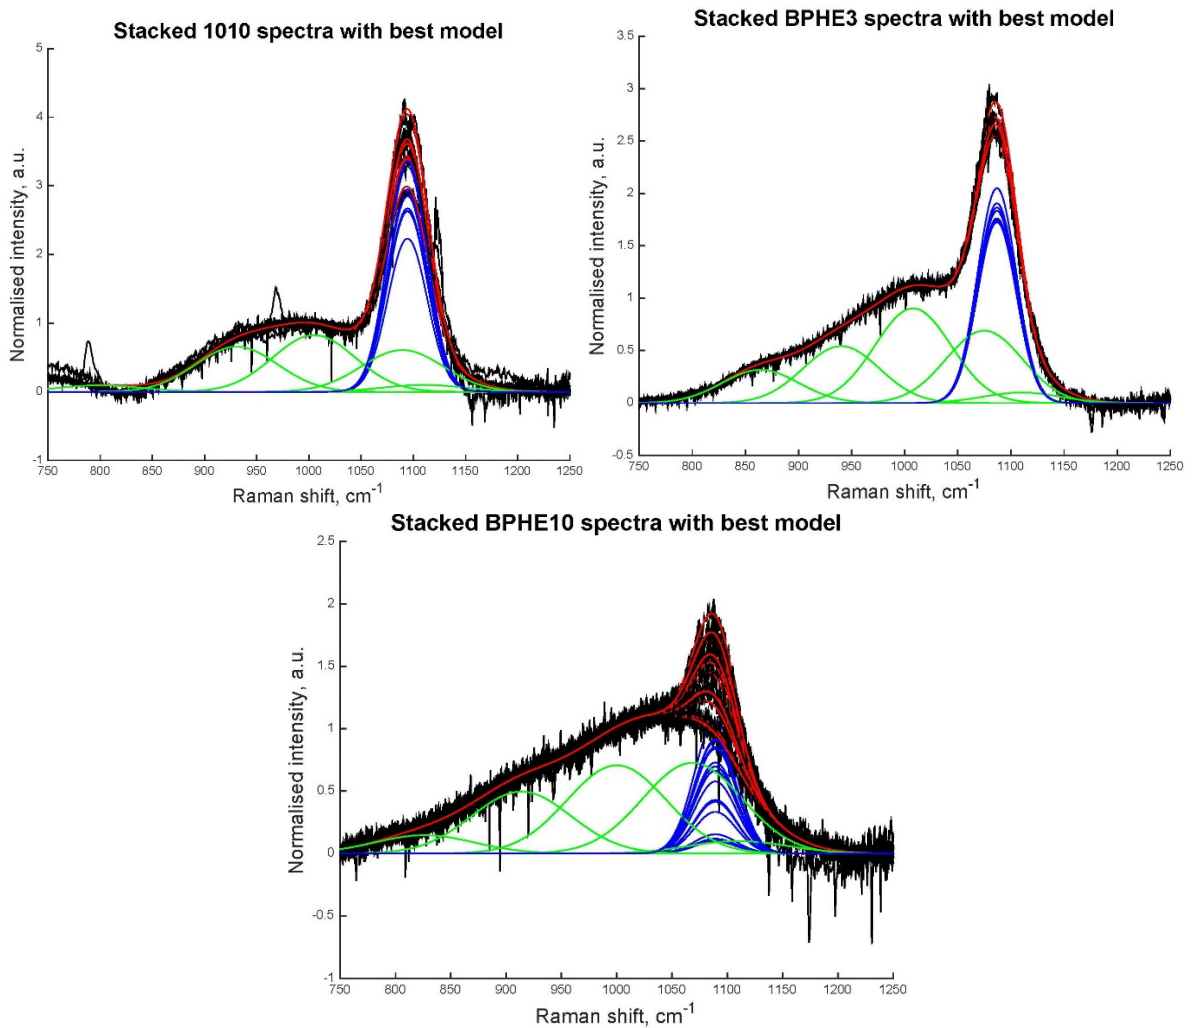 Stacked 1010 spectra with best model
5
4
3
2
1
0
-1
Normalised intensity, a.u.
750 800 850 900 950 1000 1050 1100 1150 1200 1250
Raman shift, cm-1
Stacked BPHE3 spectra with best model
3.5
3
2.5
2
1.5
1
0.5
0
-0.5
Normalised intensity, a.u.
750 800 850 900 950 1000 1050 1100 1150 1200 1250
Raman shift, cm-1
Stacked BPHE10 spectra with best model
2.5
2
1.5
1
0.5
0
-0.5
-1
Normalised intensity, a.u.
750 800 850 900 950 1000 1050 1100 1150 1200 1250
Raman shift, cm-1